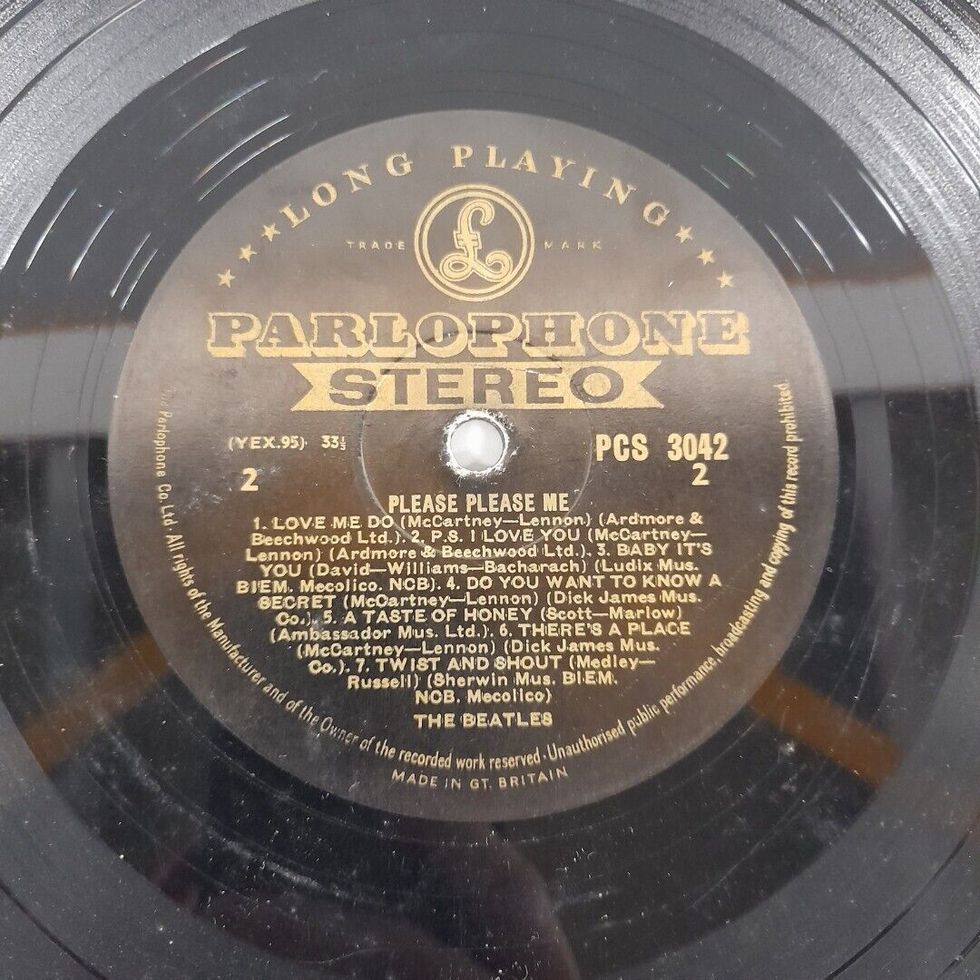 LONG PLAYING
TRADE £ MARK
PARLOPHONE
STEREO
(YEX.95) 33⅓
PCS 3042
2
2
PLEASE PLEASE ME
1. LOVE ME DO (McCartney—Lennon) (Ardmore &
Beechwood Ltd.). 2. P.S. I LOVE YOU (McCartney—
Lennon) (Ardmore & Beechwood Ltd.). 3. BABY IT'S
YOU (David—Williams—Bacharach) (Ludix Mus.
BIEM. Mecolico. NCB). 4. DO YOU WANT TO KNOW A
SECRET (McCartney—Lennon) (Dick James Mus.
Co.). 5. A TASTE OF HONEY (Scott—Marlow)
(Ambassador Mus. Ltd.). 6. THERE'S A PLACE
(McCartney—Lennon) (Dick James Mus.
Co.). 7. TWIST AND SHOUT (Medley—
Russell) (Sherwin Mus. BIEM.
NCB. Mecolico)
THE BEATLES
Parlophone Co. Ltd. All rights of the Manufacturer and of the Owner of the recorded work reserved · Unauthorised public performance, broadcasting and copying of this record prohibited.
MADE IN GT. BRITAIN